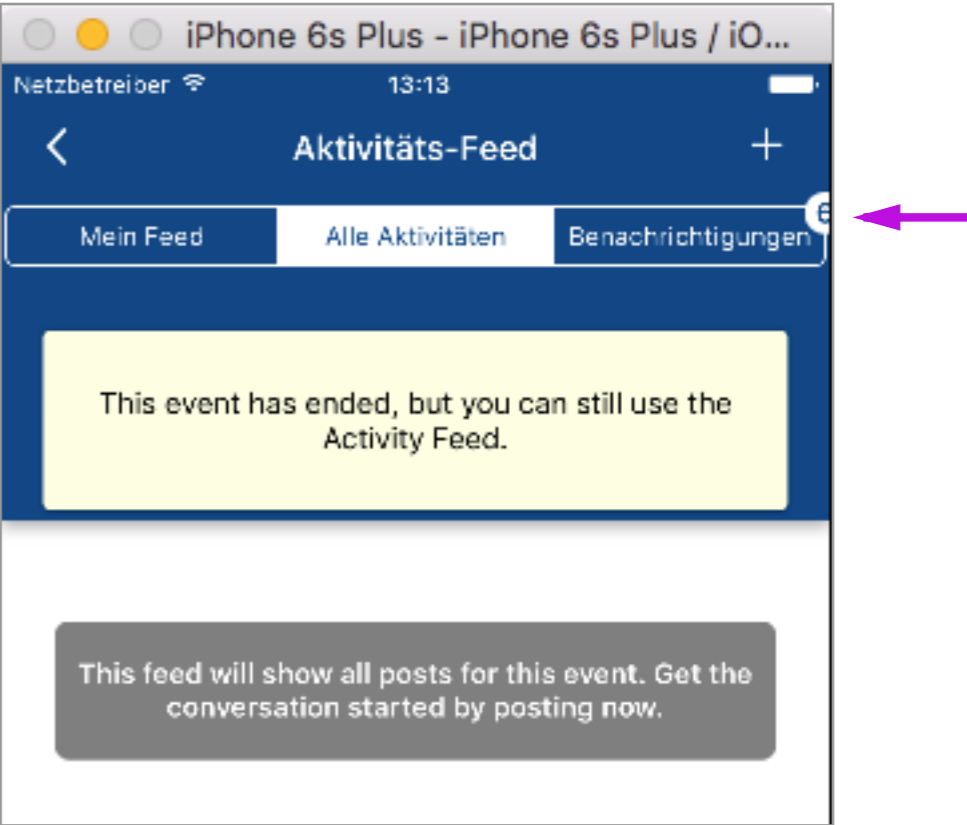 iPhone 6s Plus - iPhone 6s Plus / iO...
Netzbetreiber 13:13
Aktivitäts-Feed
Mein Feed Alle Aktivitäten Benachrichtigungen
This event has ended, but you can still use the
Activity Feed.
This feed will show all posts for this event. Get the
conversation started by posting now.